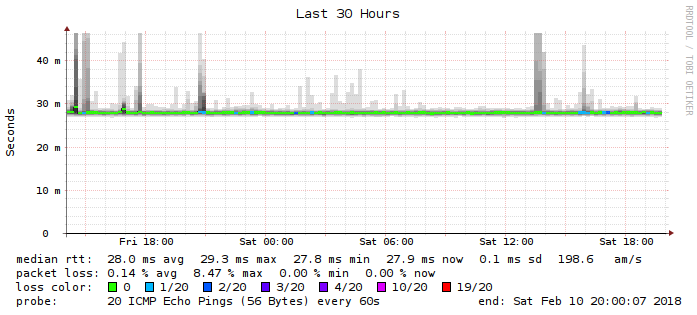 Last 30 Hours
RRDTOOL / TOBI OETIKER
Seconds
40 m
30 m
20 m
10 m
0
Fri 18:00 Sat 00:00 Sat 06:00 Sat 12:00 Sat 18:00
median rtt: 28.0 ms avg 29.3 ms max 27.8 ms min 27.9 ms now 0.1 ms sd 198.6 am/s
packet loss: 0.14 % avg 8.47 % max 0.00 % min 0.00 % now
loss color: 0 1/20 2/20 3/20 4/20 10/20 19/20
probe: 20 ICMP Echo Pings (56 Bytes) every 60s end: Sat Feb 10 20:00:07 2018